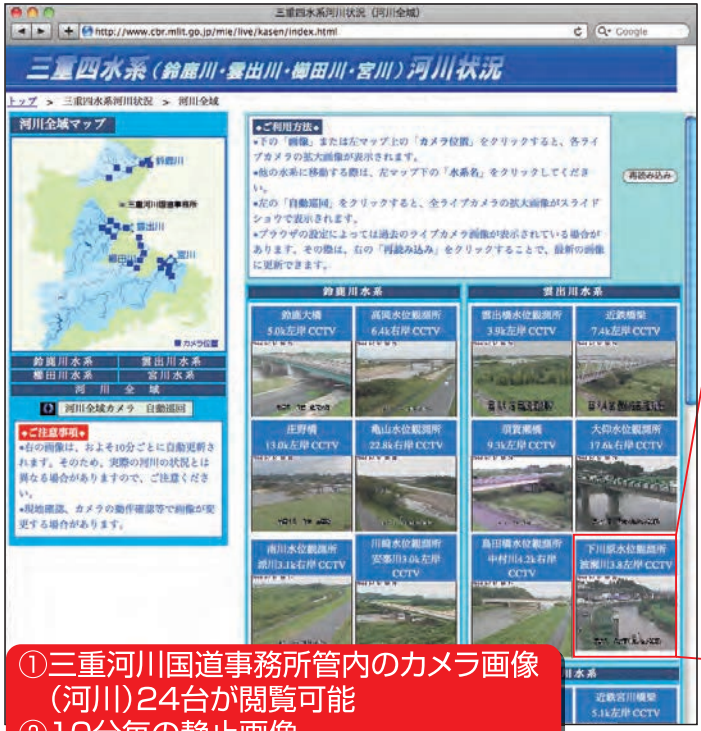 三重四水系河川状況 (河川全域)
http://www.cbr.mlit.go.jp/mie/live/kasen/index.html
Google
三重四水系(鈴鹿川・雲出川・櫛田川・宮川)河川状況
トップ > 三重四水系河川状況 > 河川全域
河川全域マップ
鈴鹿川
三重河川国道事務所
雲出川
櫛田川
宮川
■カメラ位置
鈴鹿川水系 雲出川水系
櫛田川水系 宮川水系
河川全域
河川全域カメラ 自動巡回
◆ご注意事項◆
●右の画像は、およそ10分ごとに自動更新さ
れます。そのため、実際の河川の状況とは
異なる場合がありますので、ご注意くださ
い。
●現地確認、カメラの動作確認等で画像が変
更する場合があります。
◆ご利用方法◆
●下の「画像」または左マップ上の「カメラ位置」をクリックすると、各ライ
ブカメラの拡大画像が表示されます。
●他の水系に移動する際は、左マップ下の「水系名」をクリックしてくださ
い。
●左の「自動巡回」をクリックすると、全ライブカメラの拡大画像がスライド
ショウで表示されます。
●ブラウザの設定によっては過去のライブカメラ画像が表示されている場合が
あります。その際は、右の「再読み込み」をクリックすることで、最新の画像
に更新できます。
再読み込み
鈴鹿川水系 雲出川水系
鈴鹿大橋
5.0k左岸 CCTV
高岡水位観測所
6.4k右岸 CCTV
雲出橋水位観測所
3.9k左岸 CCTV
近鉄橋梁
7.4k左岸 CCTV
庄野橋
13.0k左岸 CCTV
亀山水位観測所
22.8k右岸 CCTV
須賀瀬橋
9.3k左岸 CCTV
大仰水位観測所
17.6k右岸 CCTV
南川水位観測所
派川3.1k右岸 CCTV
川崎水位観測所
安楽川3.0k左岸
CCTV
島田橋水位観測所
中村川4.2k右岸
CCTV
下川原水位観測所
波瀬川3.8左岸 CCTV
川水系
近鉄宮川橋梁
5.1k左岸 CCTV
①三重河川国道事務所管内のカメラ画像
(河川)24台が閲覧可能
②10分毎の静止画像